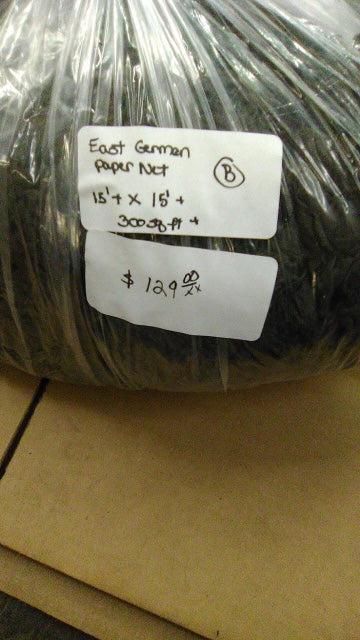 East German
Paper Net
B
15'+ x 15'+
300 sq ft +
$ 129 00